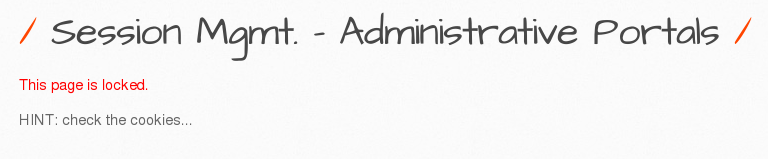 / Session Mgmt. - Administrative Portals /
This page is locked.
HINT: check the cookies...